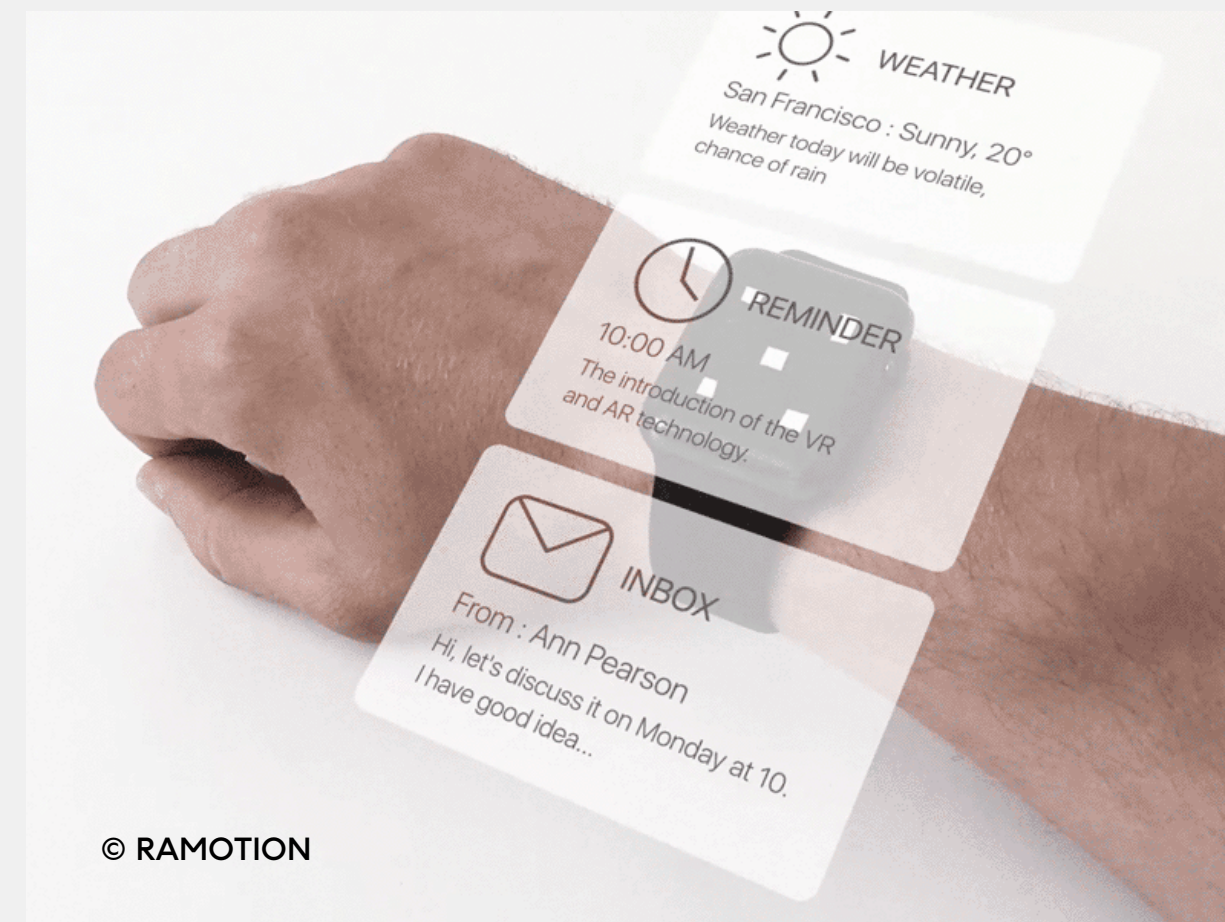 WEATHER
San Francisco : Sunny, 20°
Weather today will be volatile,
chance of rain
REMINDER
10:00 AM
The introduction of the VR
and AR technology.
INBOX
From : Ann Pearson
Hi, let's discuss it on Monday at 10.
I have good idea...
© RAMOTION